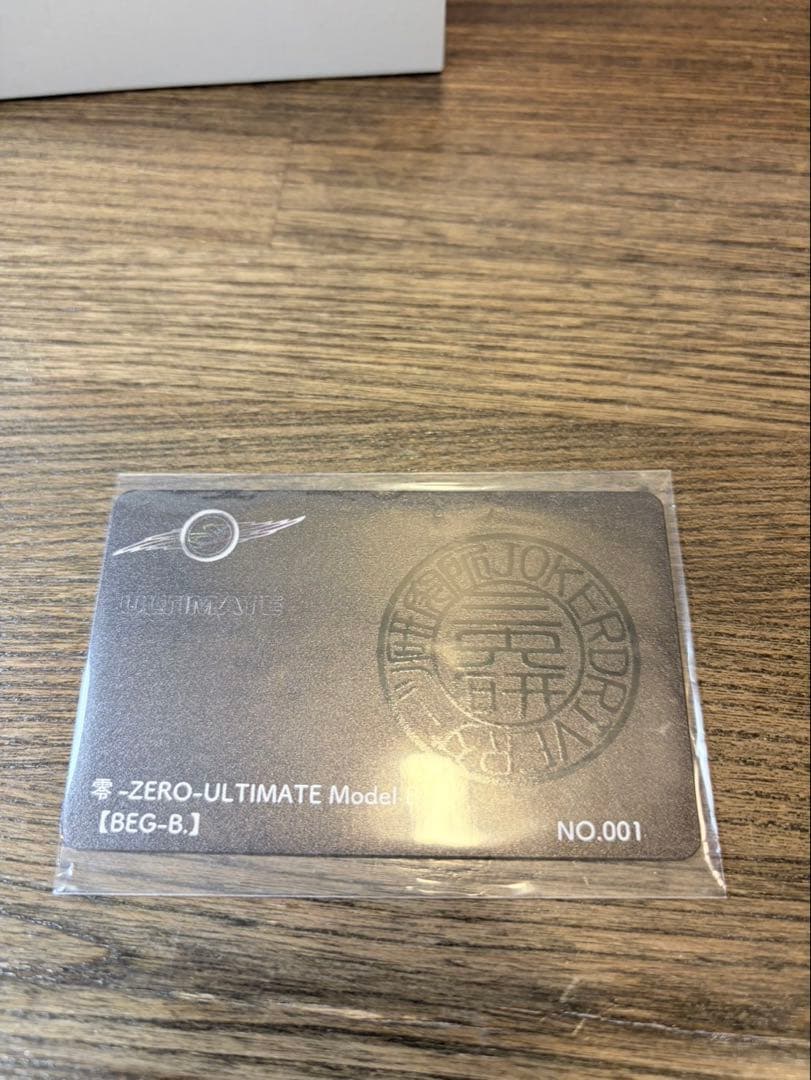 ULTIMATE
JOKERDRIVER
零 -ZERO-ULTIMATE Model
【BEG-B.】
NO.001